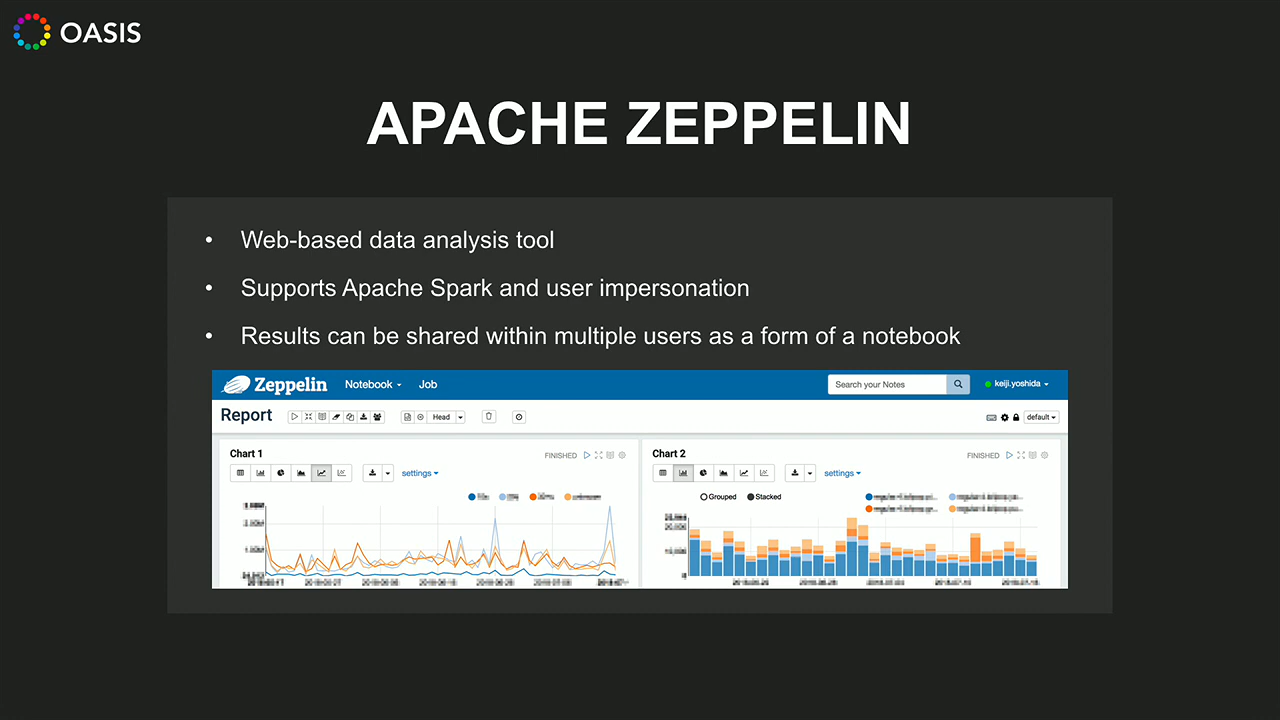 OASIS
APACHE ZEPPELIN
• Web-based data analysis tool
• Supports Apache Spark and user impersonation
• Results can be shared within multiple users as a form of a notebook
Zeppelin Notebook Job Search your Notes keiji.yoshida
Report Head default
Chart 1 FINISHED
settings
Chart 2 FINISHED
settings
Grouped Stacked